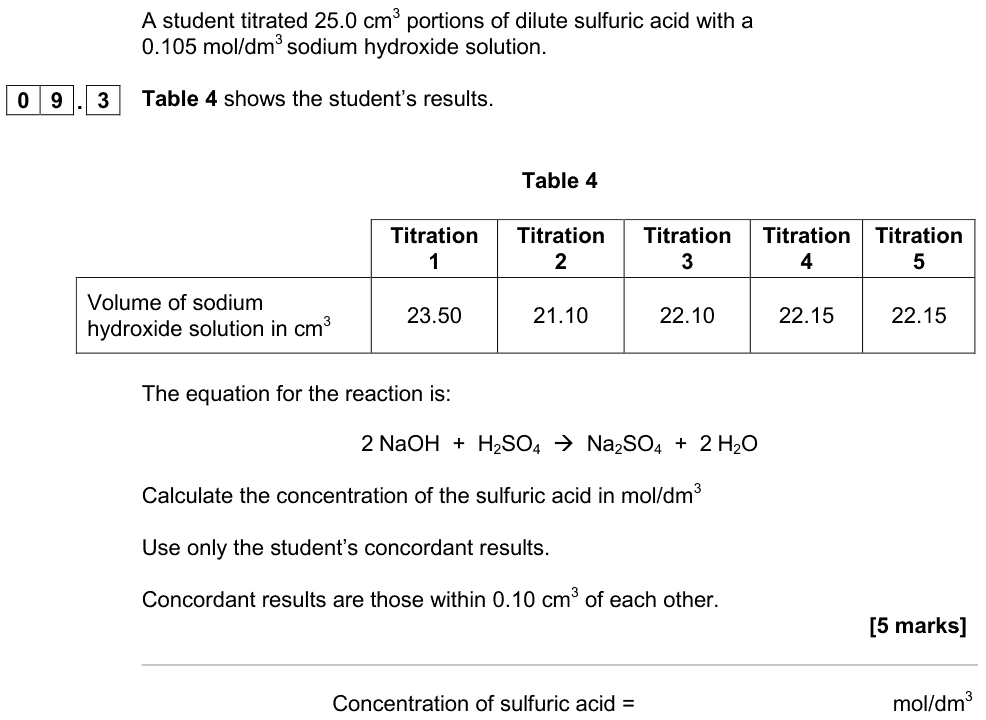 A student titrated 25.0 cm³ portions of dilute sulfuric acid with a
0.105 mol/dm³ sodium hydroxide solution.
0 9 . 3 Table 4 shows the student's results.
Table 4
Titration 1 Titration 2 Titration 3 Titration 4 Titration 5
Volume of sodium
hydroxide solution in cm³ 23.50 21.10 22.10 22.15 22.15
The equation for the reaction is:
2 NaOH + H₂SO₄ → Na₂SO₄ + 2 H₂O
Calculate the concentration of the sulfuric acid in mol/dm³
Use only the student's concordant results.
Concordant results are those within 0.10 cm³ of each other.
[5 marks]
Concentration of sulfuric acid = mol/dm³